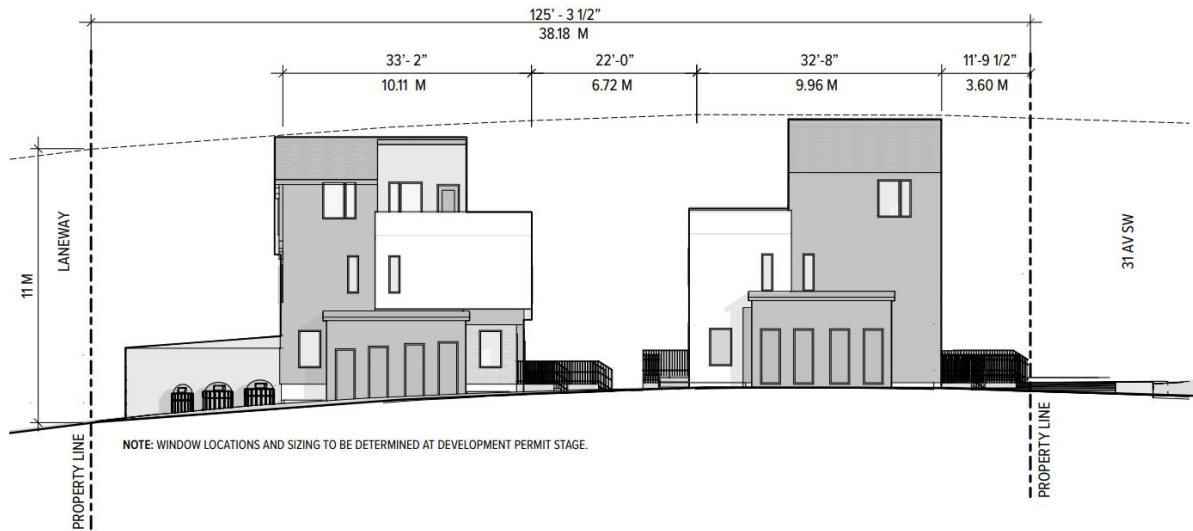 125' - 3 1/2"
38.18 M
33'- 2"
22'-0"
32'-8"
11'-9 1/2"
10.11 M
6.72 M
9.96 M
3.60 M
LANEWAY
11 M
31 AV SW
NOTE: WINDOW LOCATIONS AND SIZING TO BE DETERMINED AT DEVELOPMENT PERMIT STAGE.
PROPERTY LINE
PROPERTY LINE